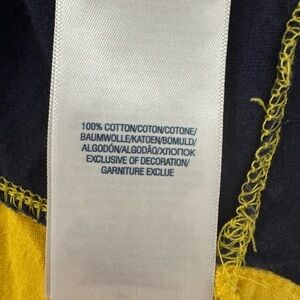 100% COTTON/COTON/COTONE/
BAUMWOLLE/KATOEN/BOMULD/
ALGODÓN/ALGODÃO/ХЛОПОК
EXCLUSIVE OF DECORATION/
GARNITURE EXCLUE